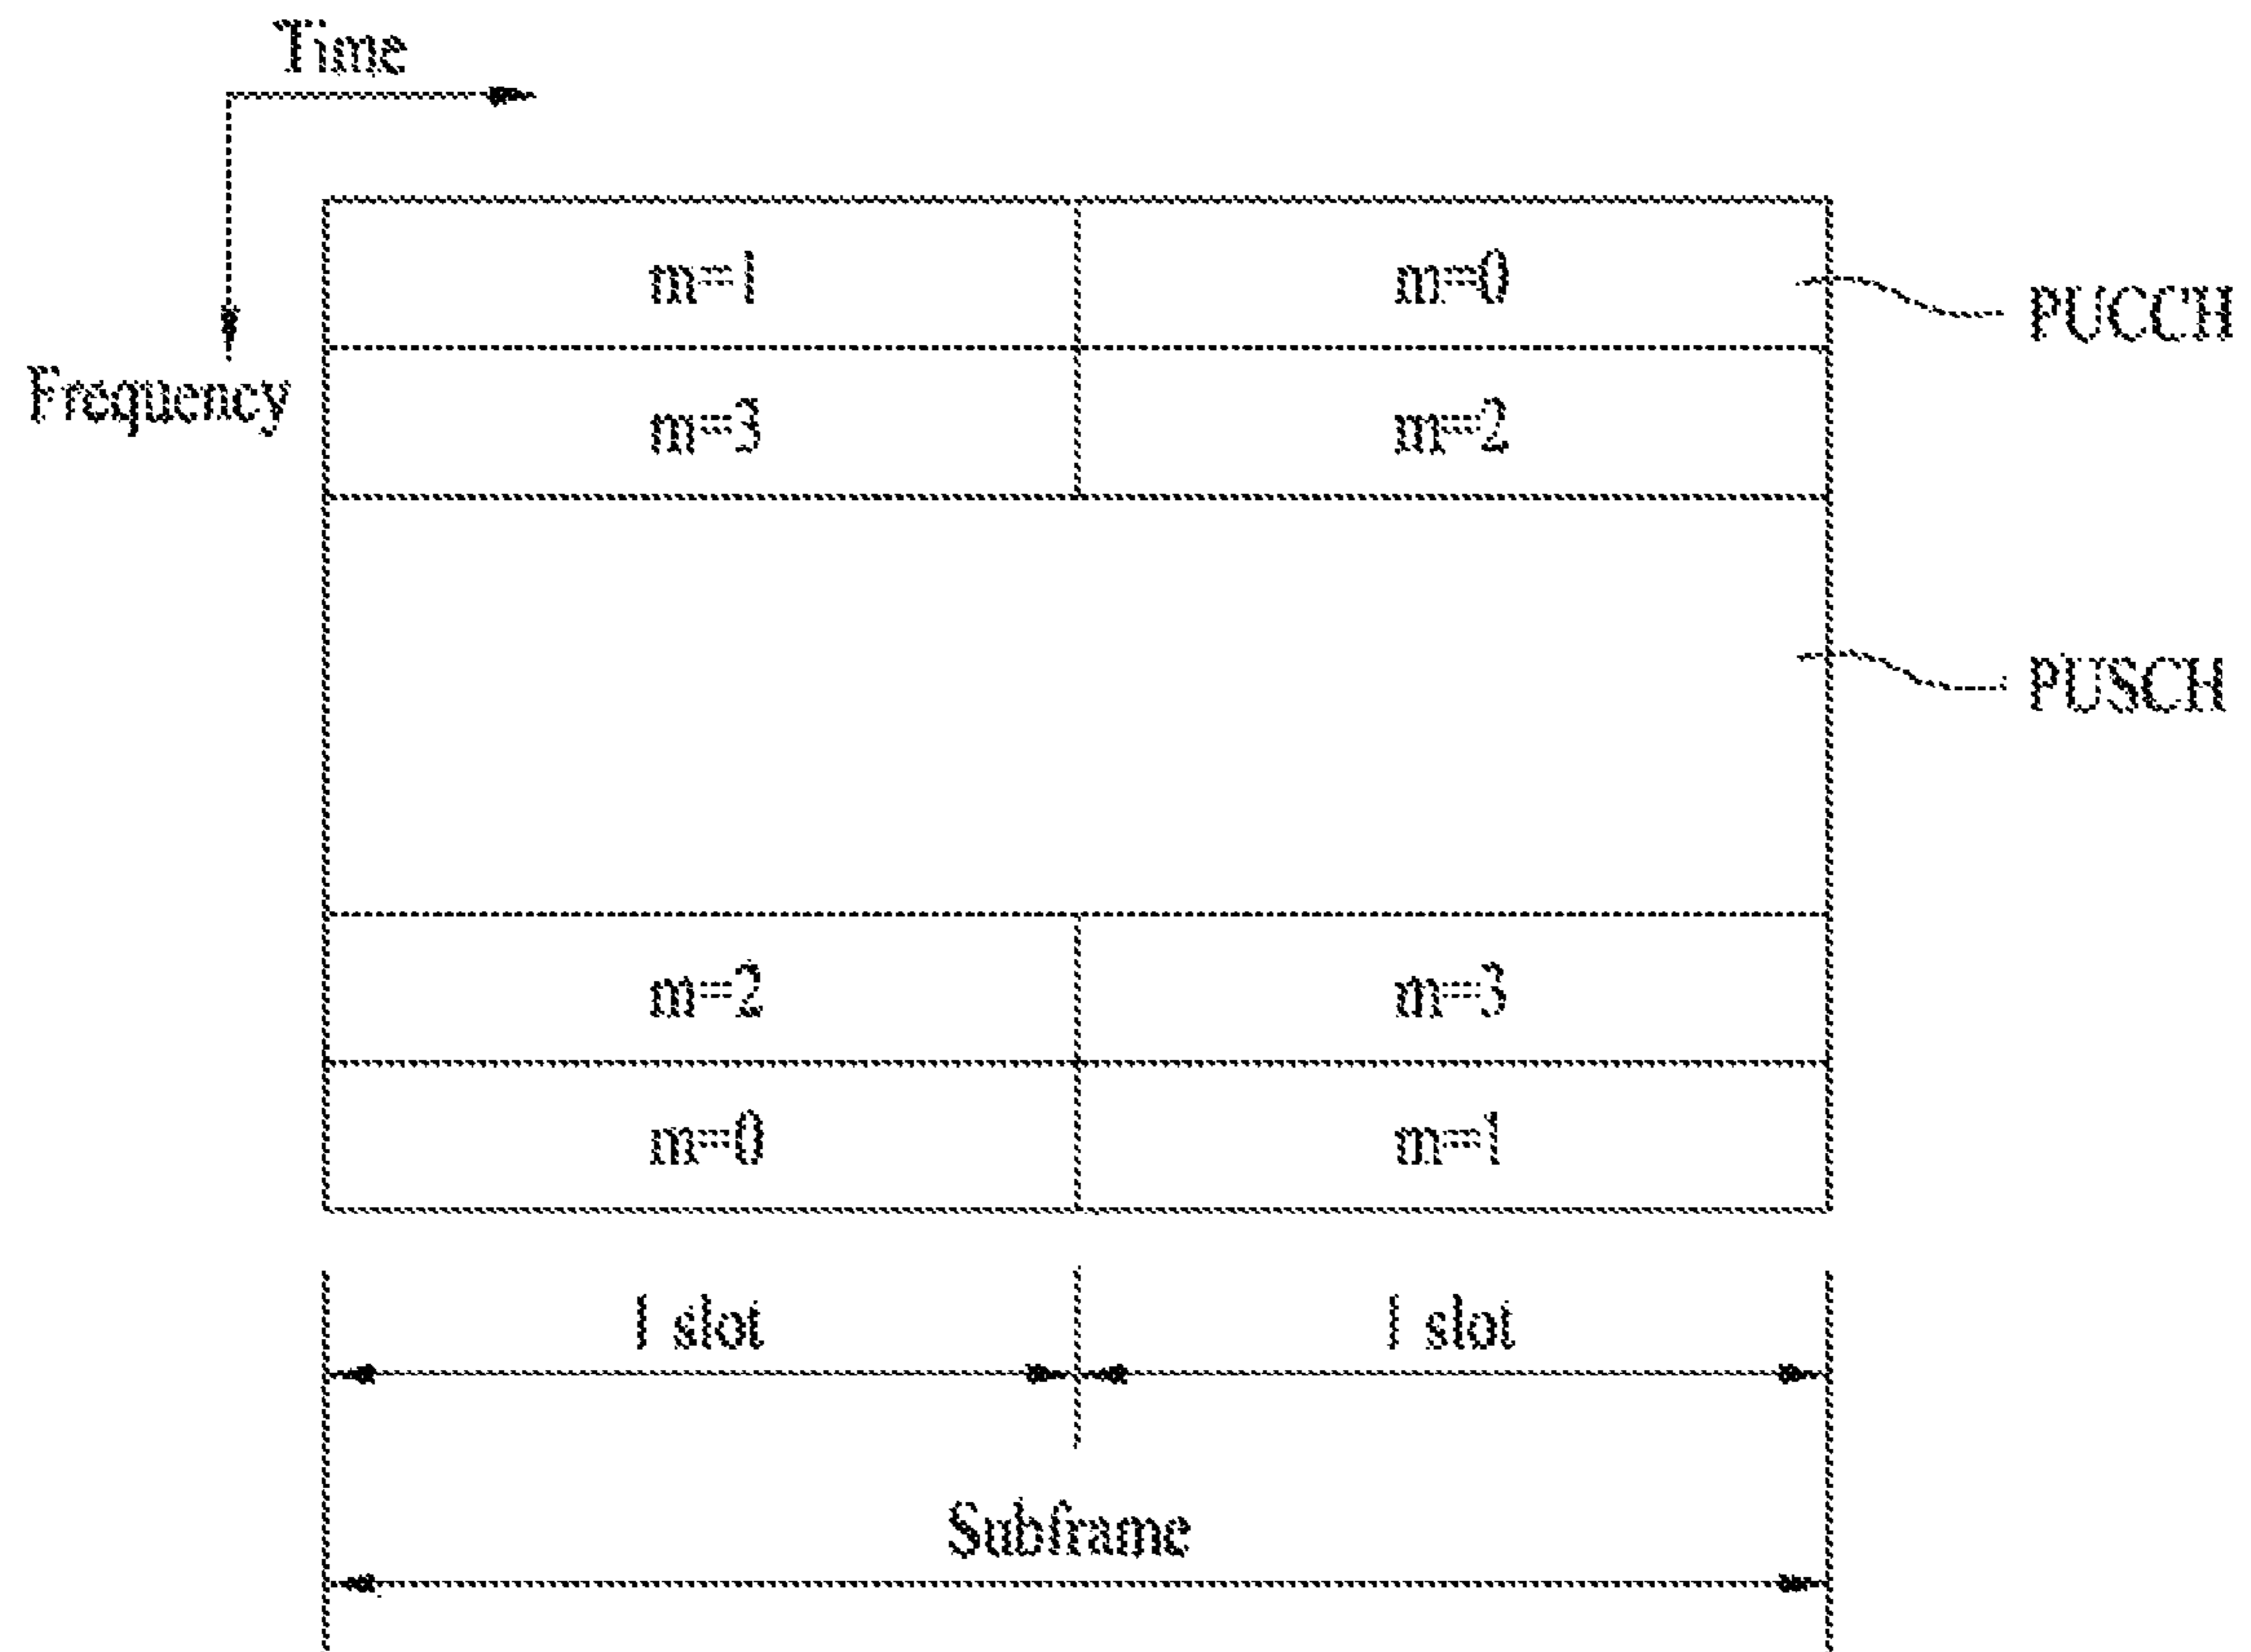 Time
Frequency
m=1 m=0
PUCCH
m=3 m=2
PUSCH
m=2 m=3
m=0 m=1
1 slot 1 slot
Subframe